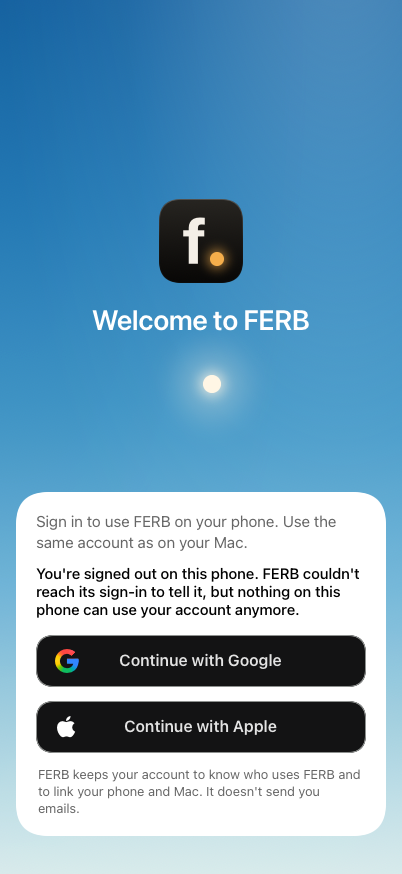 f.
Welcome to FERB
Sign in to use FERB on your phone. Use the
same account as on your Mac.
You're signed out on this phone. FERB couldn't
reach its sign-in to tell it, but nothing on this
phone can use your account anymore.
Continue with Google
Continue with Apple
FERB keeps your account to know who uses FERB and
to link your phone and Mac. It doesn't send you
emails.